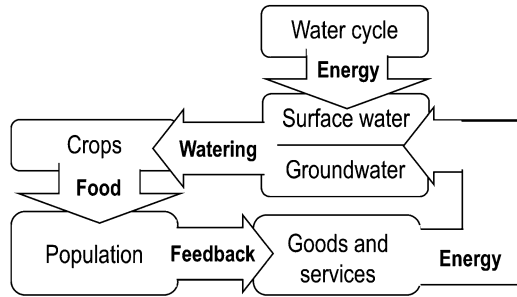 Water cycle
Energy
Surface water
Crops
Watering
Groundwater
Food
Population
Feedback
Goods and
services
Energy